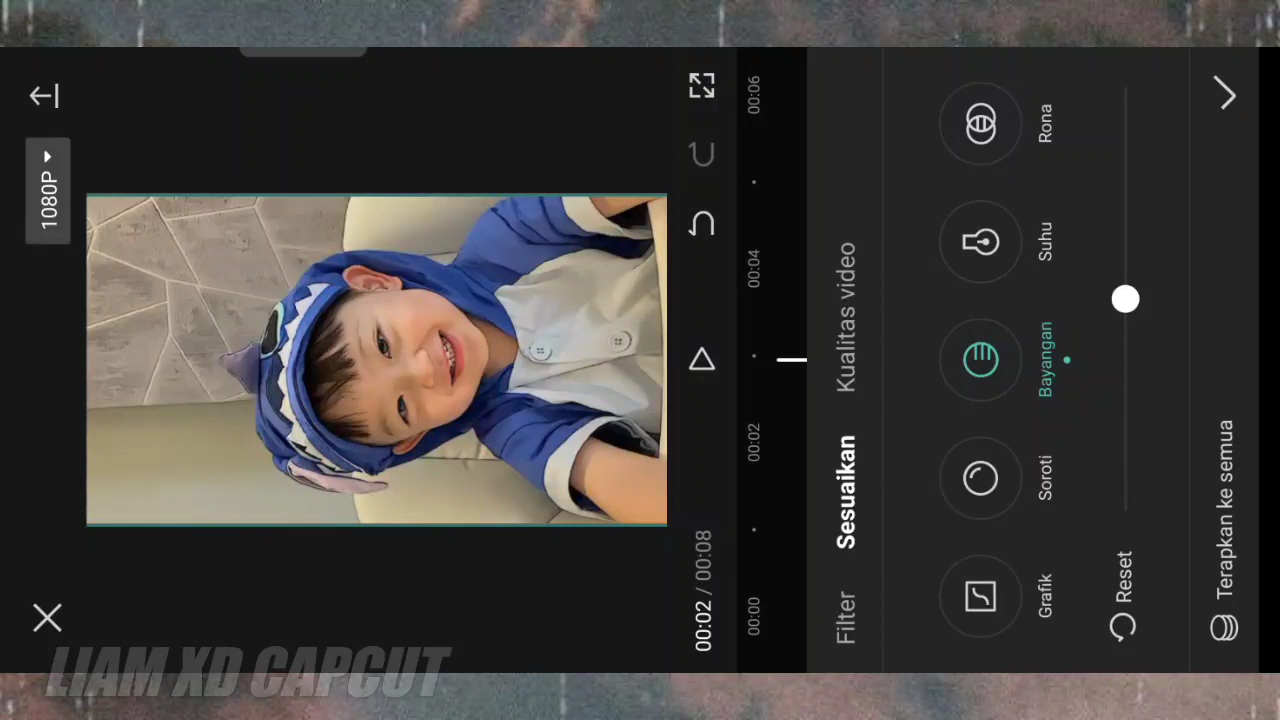 1080P
00:02 / 00:08
00:00
00:02
00:04
00:06
Filter
Sesuaikan
Kualitas video
Grafik
Soroti
Bayangan
Suhu
Rona
Reset
Terapkan ke semua
LIAM XD CAPCUT